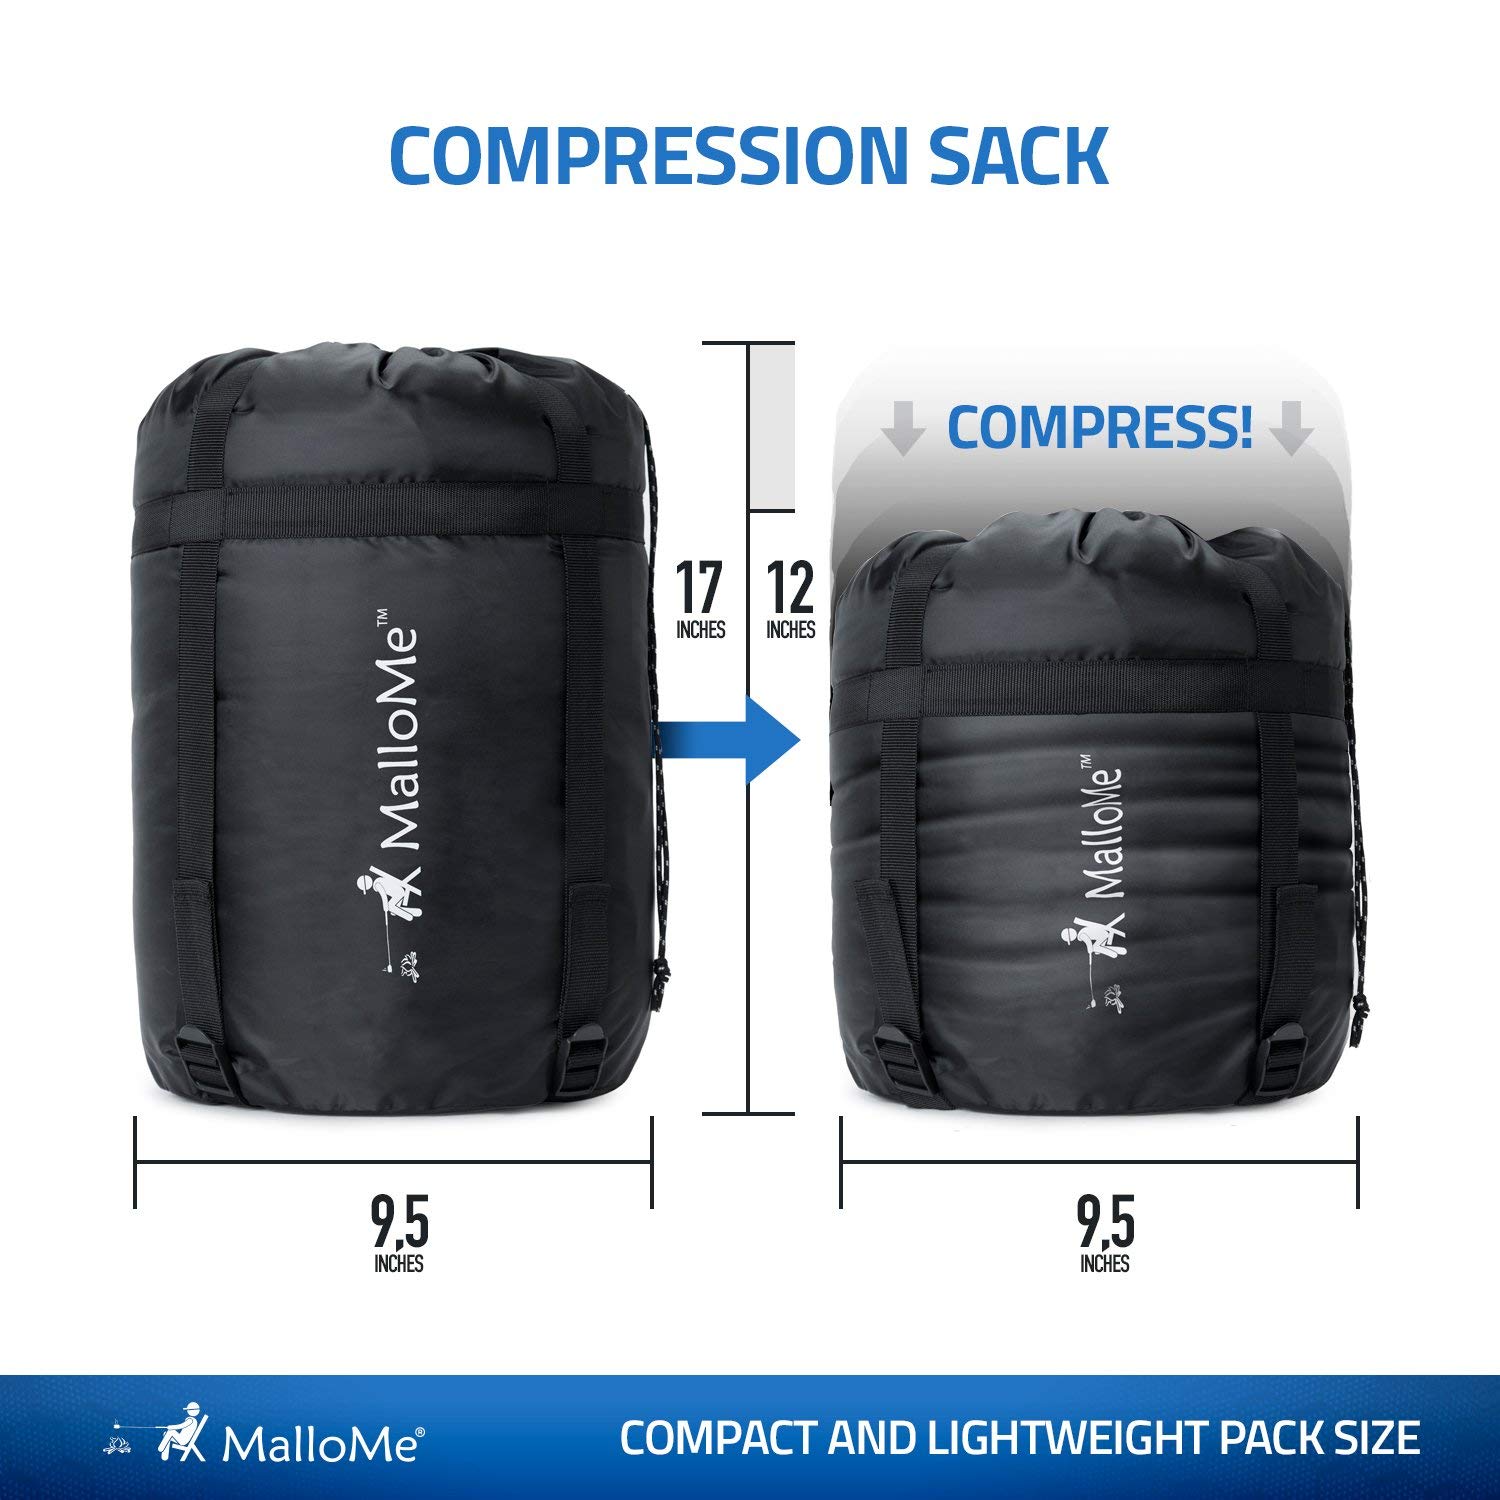 COMPRESSION SACK
COMPRESS!
17
INCHES
12
INCHES
MalloMe™
MalloMe™
9,5
INCHES
9,5
INCHES
MalloMe®
COMPACT AND LIGHTWEIGHT PACK SIZE